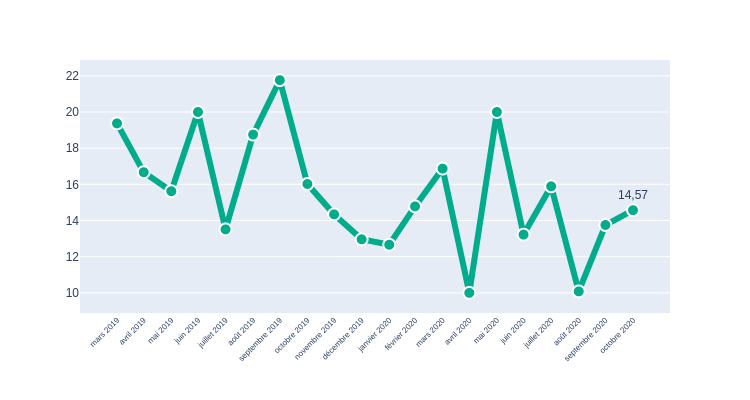 22
20
18
16
14
12
10
14,57
mars 2019
avril 2019
mai 2019
juin 2019
juillet 2019
août 2019
septembre 2019
octobre 2019
novembre 2019
décembre 2019
janvier 2020
février 2020
mars 2020
avril 2020
mai 2020
juin 2020
juillet 2020
août 2020
septembre 2020
octobre 2020